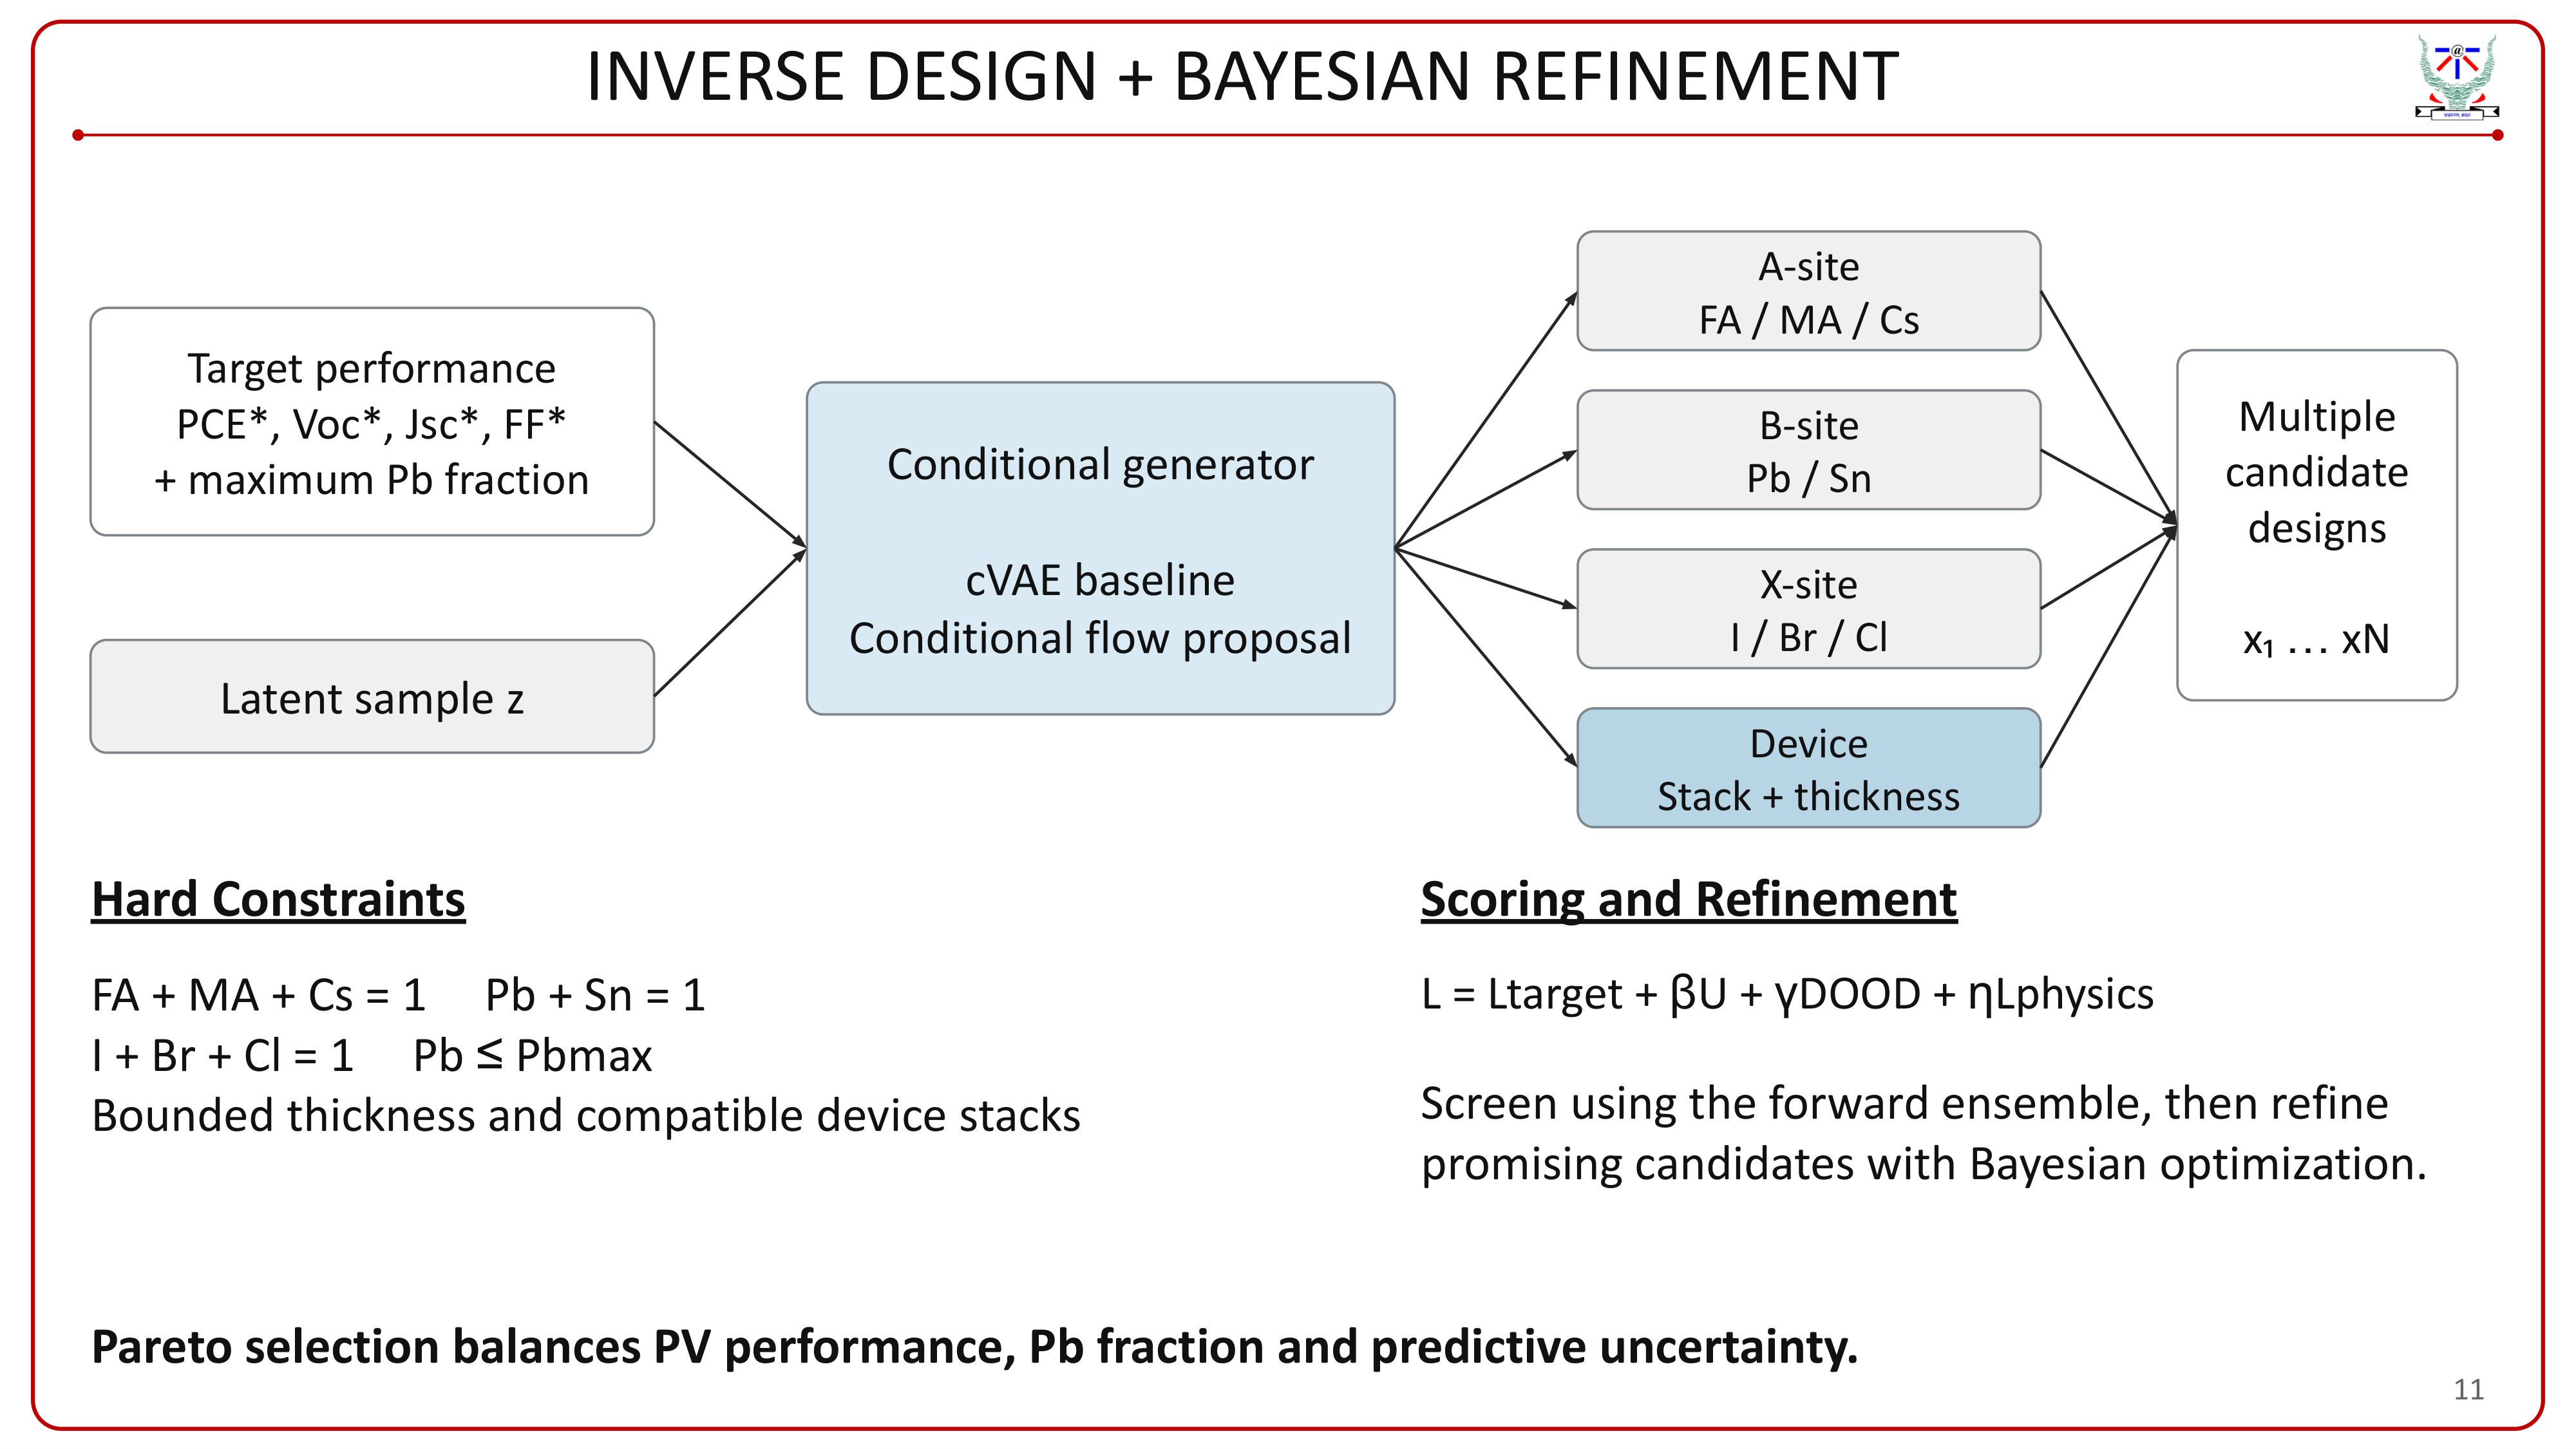 INVERSE DESIGN + BAYESIAN REFINEMENT
@
Target performance
PCE*, Voc*, Jsc*, FF*
+ maximum Pb fraction
Latent sample z
Conditional generator
cVAE baseline
Conditional flow proposal
A-site
FA / MA / Cs
B-site
Pb / Sn
X-site
I / Br / Cl
Device
Stack + thickness
Multiple
candidate
designs
x₁ … xN
Hard Constraints
FA + MA + Cs = 1 Pb + Sn = 1
I + Br + Cl = 1 Pb ≤ Pbmax
Bounded thickness and compatible device stacks
Scoring and Refinement
L = Ltarget + βU + γDOOD + ηLphysics
Screen using the forward ensemble, then refine
promising candidates with Bayesian optimization.
Pareto selection balances PV performance, Pb fraction and predictive uncertainty.
11